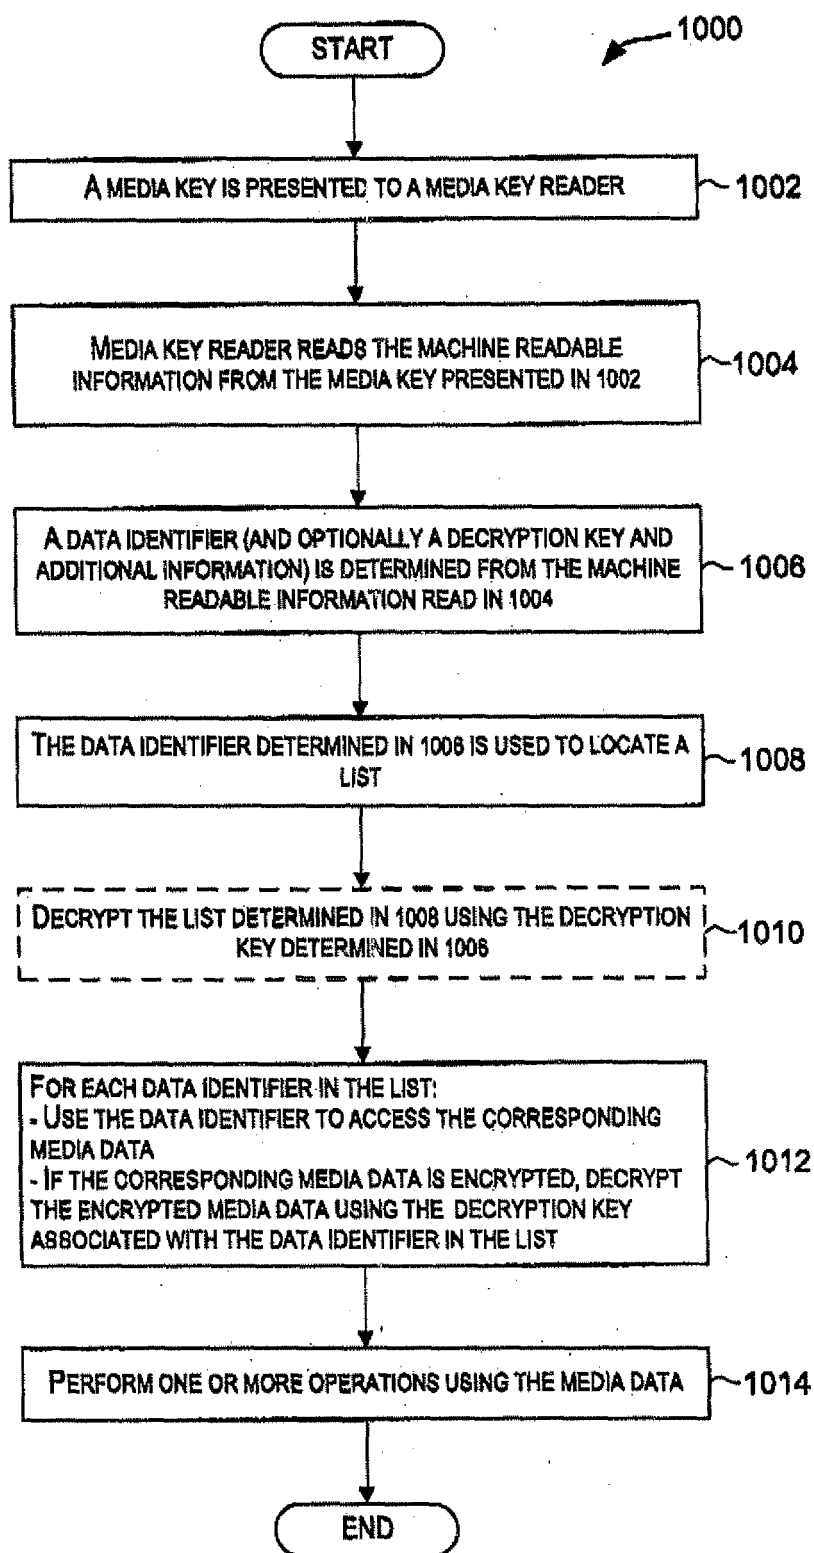 START
1000
A MEDIA KEY IS PRESENTED TO A MEDIA KEY READER
1002
MEDIA KEY READER READS THE MACHINE READABLE
INFORMATION FROM THE MEDIA KEY PRESENTED IN 1002
1004
A DATA IDENTIFIER (AND OPTIONALLY A DECRYPTION KEY AND
ADDITIONAL INFORMATION) IS DETERMINED FROM THE MACHINE
READABLE INFORMATION READ IN 1004
1006
THE DATA IDENTIFIER DETERMINED IN 1006 IS USED TO LOCATE A
LIST
1008
DECRYPT THE LIST DETERMINED IN 1008 USING THE DECRYPTION
KEY DETERMINED IN 1006
1010
FOR EACH DATA IDENTIFIER IN THE LIST:
- USE THE DATA IDENTIFIER TO ACCESS THE CORRESPONDING
MEDIA DATA
- IF THE CORRESPONDING MEDIA DATA IS ENCRYPTED, DECRYPT
THE ENCRYPTED MEDIA DATA USING THE DECRYPTION KEY
ASSOCIATED WITH THE DATA IDENTIFIER IN THE LIST
1012
PERFORM ONE OR MORE OPERATIONS USING THE MEDIA DATA
1014
END